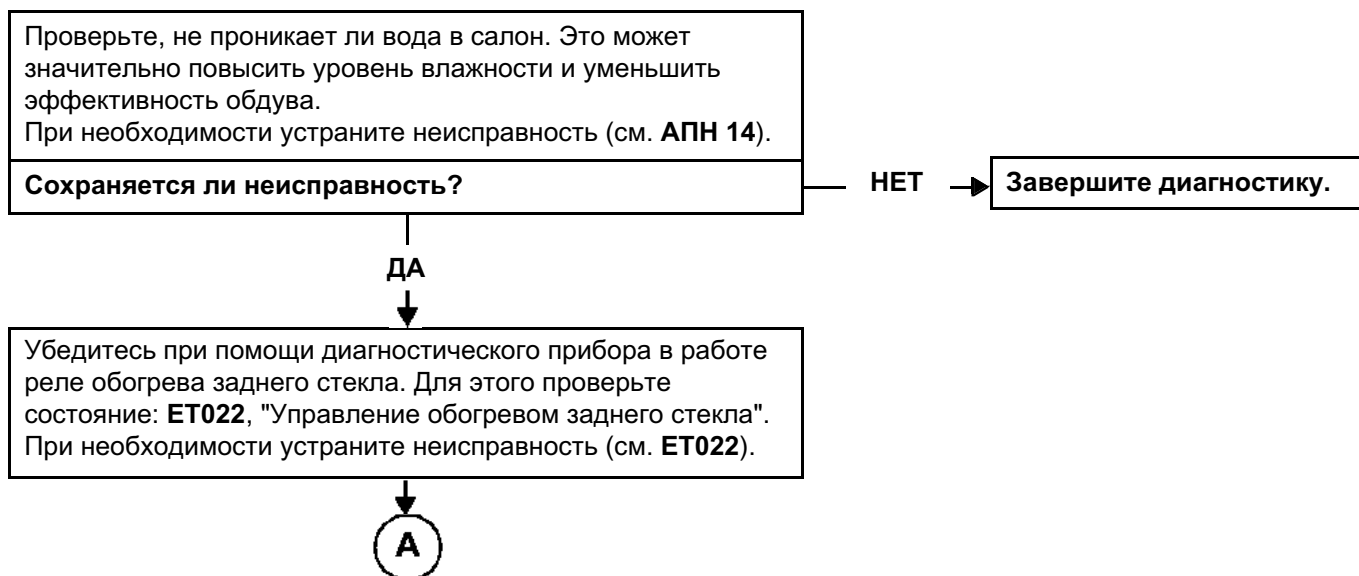 Проверьте, не проникает ли вода в салон. Это может
значительно повысить уровень влажности и уменьшить
эффективность обдува.
При необходимости устраните неисправность (см. АПН 14).
Сохраняется ли неисправность?
НЕТ
Завершите диагностику.
ДА
Убедитесь при помощи диагностического прибора в работе
реле обогрева заднего стекла. Для этого проверьте
состояние: ET022, "Управление обогревом заднего стекла".
При необходимости устраните неисправность (см. ET022).
A